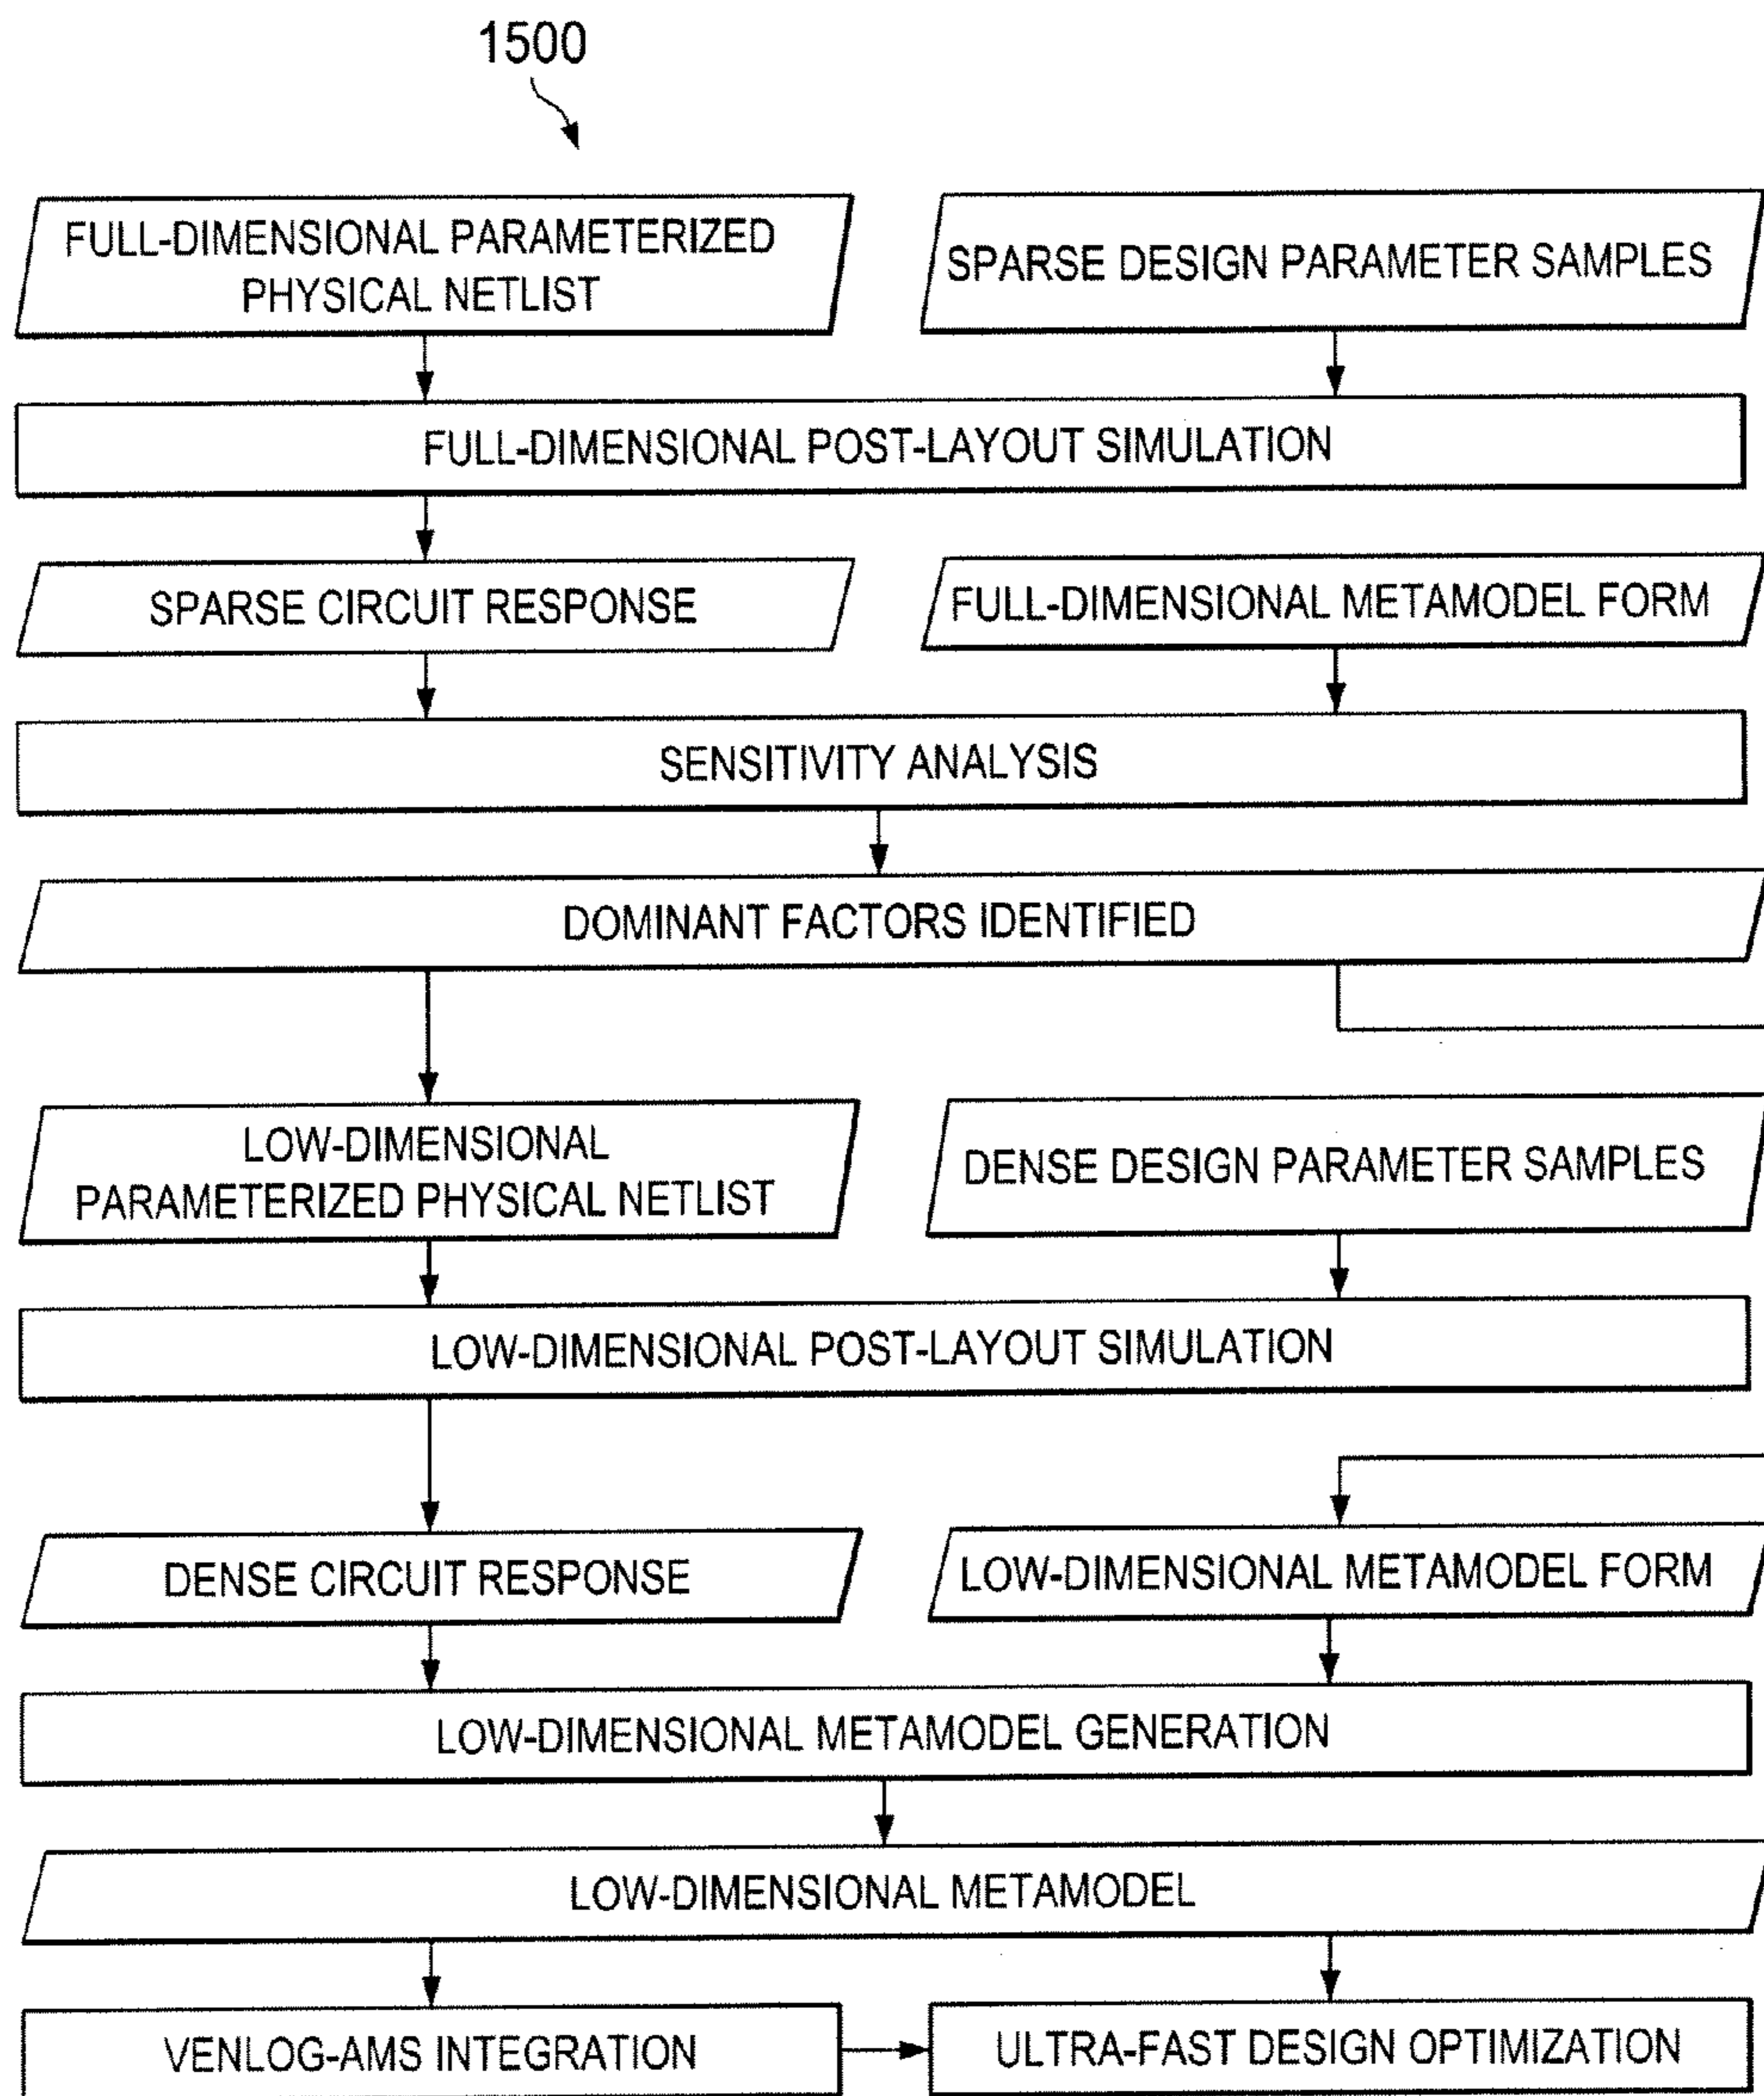 1500
FULL-DIMENSIONAL PARAMETERIZED
PHYSICAL NETLIST
SPARSE DESIGN PARAMETER SAMPLES
FULL-DIMENSIONAL POST-LAYOUT SIMULATION
SPARSE CIRCUIT RESPONSE
FULL-DIMENSIONAL METAMODEL FORM
SENSITIVITY ANALYSIS
DOMINANT FACTORS IDENTIFIED
LOW-DIMENSIONAL
PARAMETERIZED PHYSICAL NETLIST
DENSE DESIGN PARAMETER SAMPLES
LOW-DIMENSIONAL POST-LAYOUT SIMULATION
DENSE CIRCUIT RESPONSE
LOW-DIMENSIONAL METAMODEL FORM
LOW-DIMENSIONAL METAMODEL GENERATION
LOW-DIMENSIONAL METAMODEL
VENLOG-AMS INTEGRATION
ULTRA-FAST DESIGN OPTIMIZATION